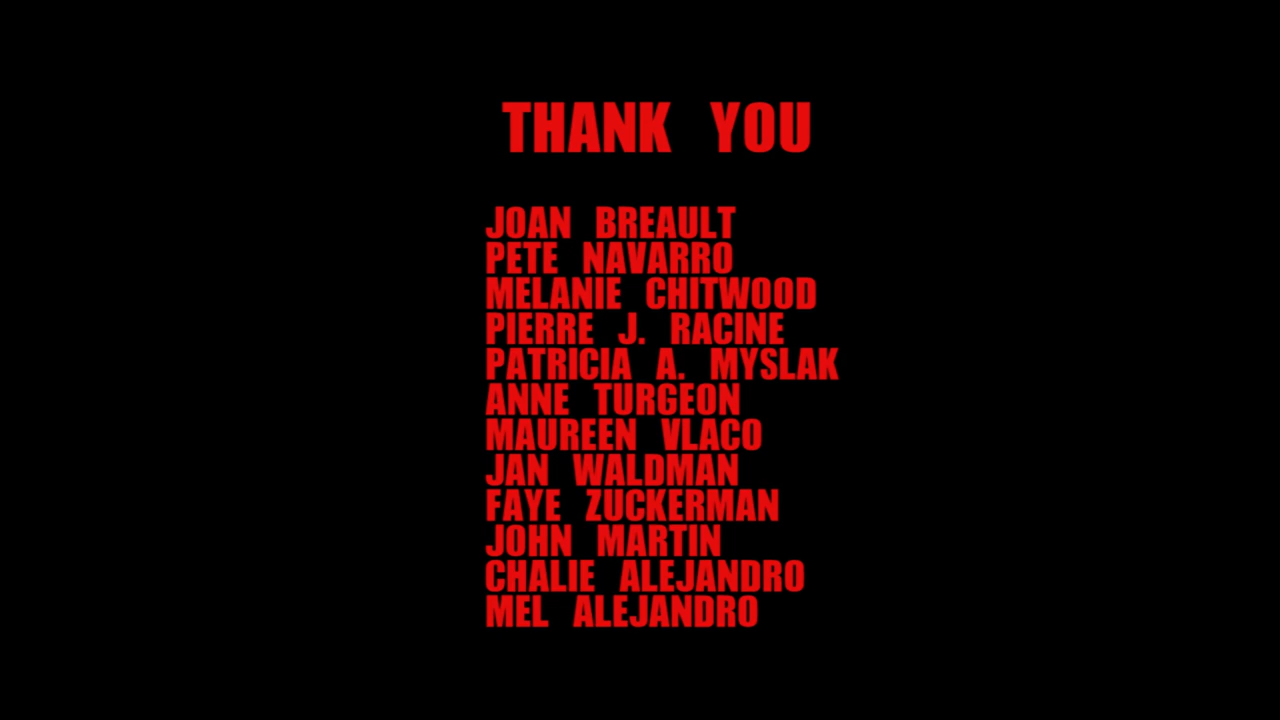 THANK YOU
JOAN BREAULT
PETE NAVARRO
MELANIE CHITWOOD
PIERRE J. RACINE
PATRICIA A. MYSLAK
ANNE TURGEON
MAUREEN VLACO
JAN WALDMAN
FAYE ZUCKERMAN
JOHN MARTIN
CHALIE ALEJANDRO
MEL ALEJANDRO